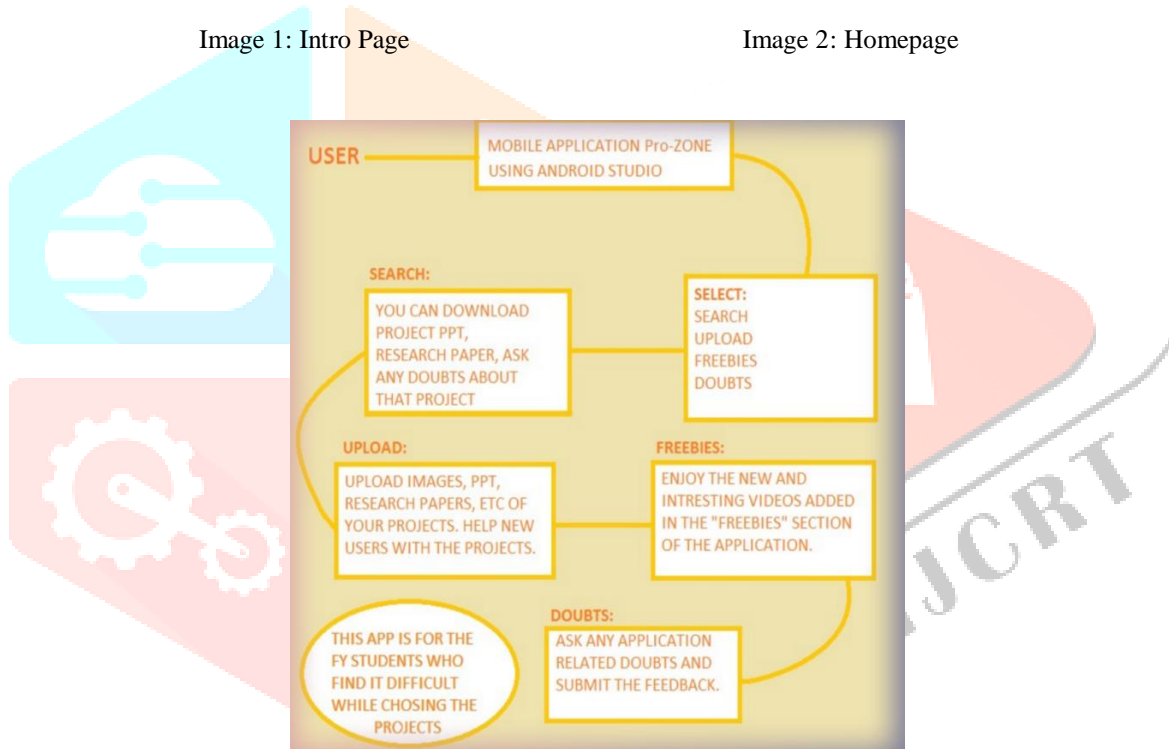 Image 1: Intro Page
Image 2: Homepage
USER
MOBILE APPLICATION Pro-ZONE
USING ANDROID STUDIO
SEARCH:
YOU CAN DOWNLOAD
PROJECT PPT,
RESEARCH PAPER, ASK
ANY DOUBTS ABOUT
THAT PROJECT
SELECT:
SEARCH
UPLOAD
FREEBIES
DOUBTS
UPLOAD:
UPLOAD IMAGES, PPT,
RESEARCH PAPERS, ETC OF
YOUR PROJECTS. HELP NEW
USERS WITH THE PROJECTS.
FREEBIES:
ENJOY THE NEW AND
INTRESTING VIDEOS ADDED
IN THE "FREEBIES" SECTION
OF THE APPLICATION.
THIS APP IS FOR THE
FY STUDENTS WHO
FIND IT DIFFICULT
WHILE CHOSING THE
PROJECTS
DOUBTS:
ASK ANY APPLICATION
RELATED DOUBTS AND
SUBMIT THE FEEDBACK.
IJCRT